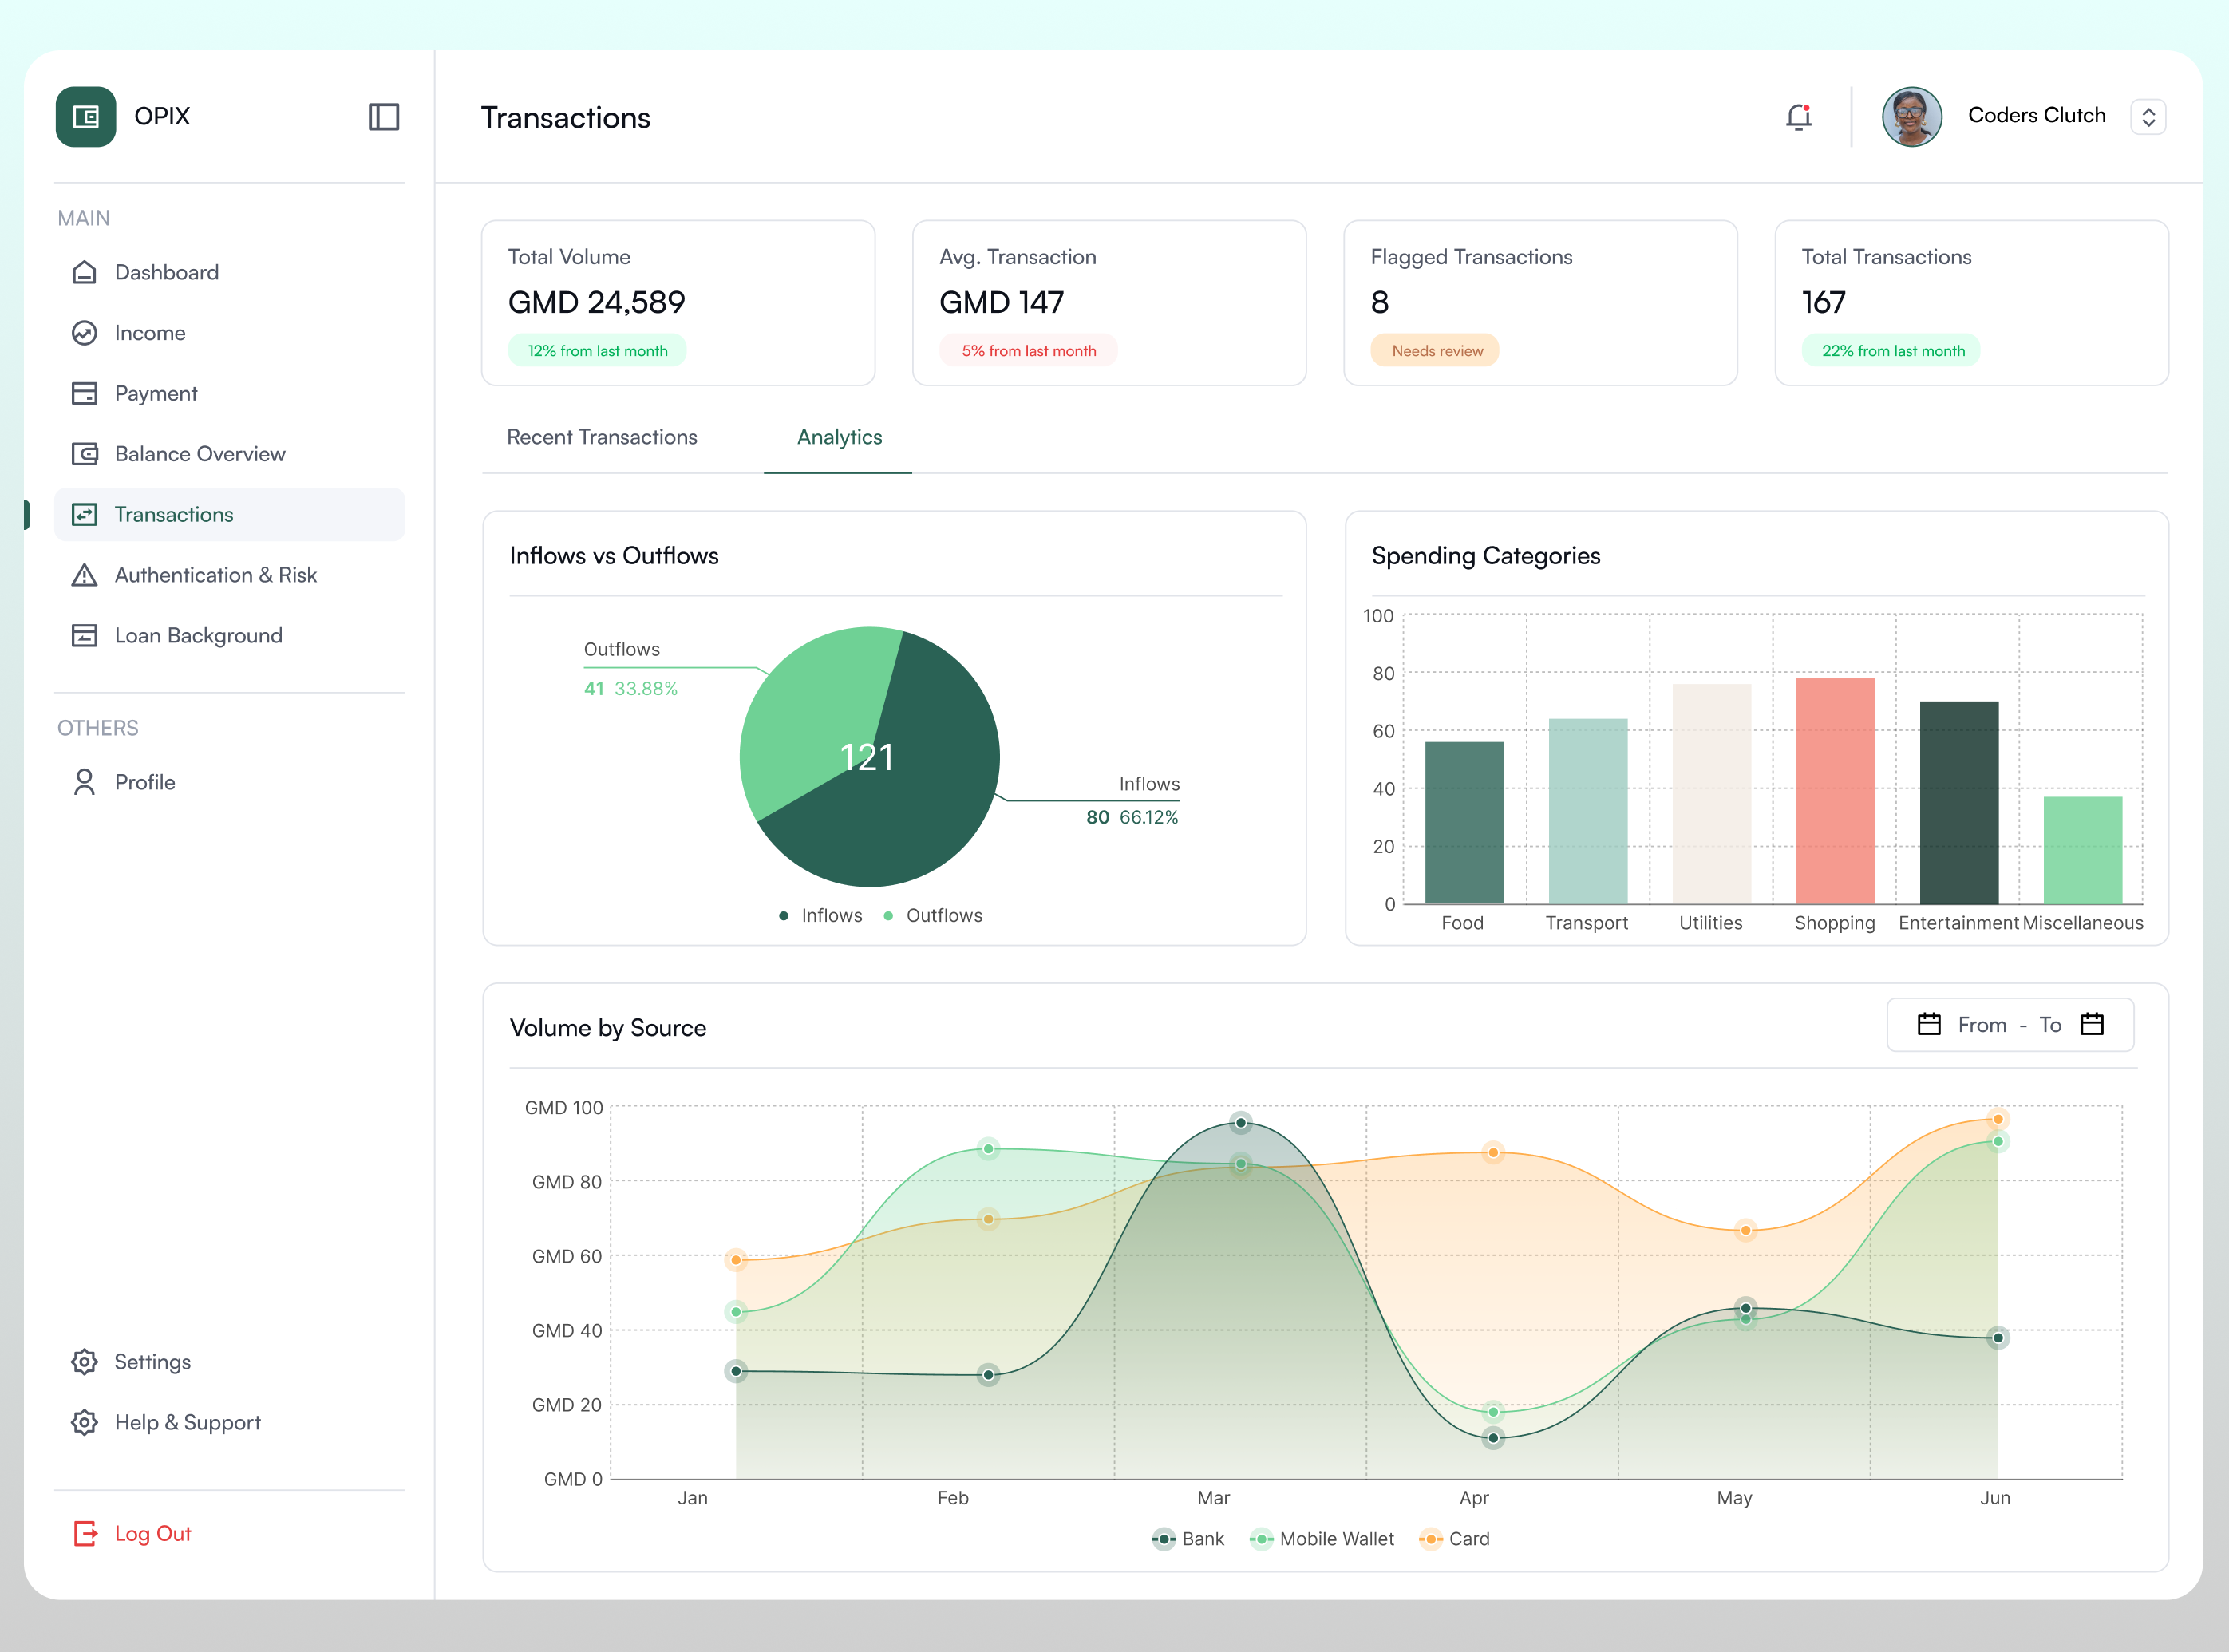 OPIX
MAIN
Dashboard
Income
Payment
Balance Overview
Transactions
Authentication & Risk
Loan Background
OTHERS
Profile
Settings
Help & Support
Log Out
Transactions
Coders Clutch
Total Volume
GMD 24,589
12% from last month
Avg. Transaction
GMD 147
5% from last month
Flagged Transactions
8
Needs review
Total Transactions
167
22% from last month
Recent Transactions
Analytics
Inflows vs Outflows
Outflows
41 33.88%
121
Inflows
80 66.12%
Inflows Outflows
Spending Categories
100
80
60
40
20
0
Food Transport Utilities Shopping Entertainment Miscellaneous
Volume by Source
From - To
GMD 100
GMD 80
GMD 60
GMD 40
GMD 20
GMD 0
Jan Feb Mar Apr May Jun
Bank Mobile Wallet Card